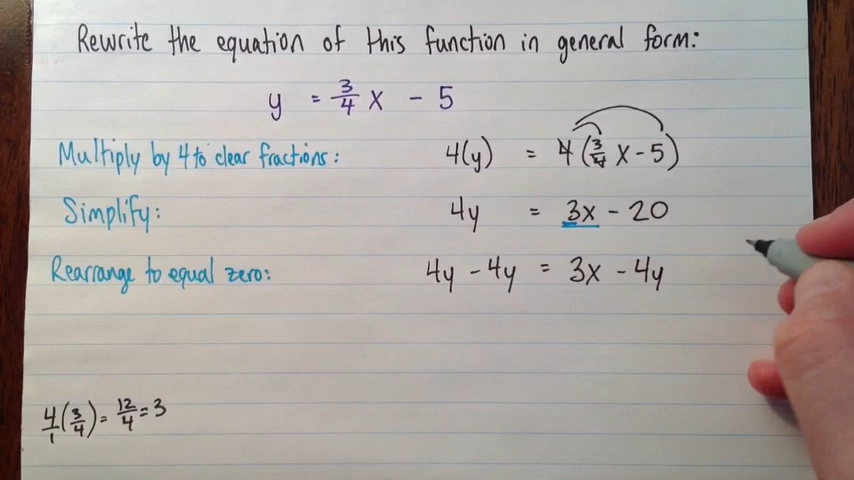 Rewrite the equation of this function in general form:
y = 3/4 x - 5
Multiply by 4 to clear fractions: 4(y) = 4(3/4 x - 5)
Simplify: 4y = 3x - 20
Rearrange to equal zero: 4y - 4y = 3x - 4y
4/1(3/4) = 12/4 = 3